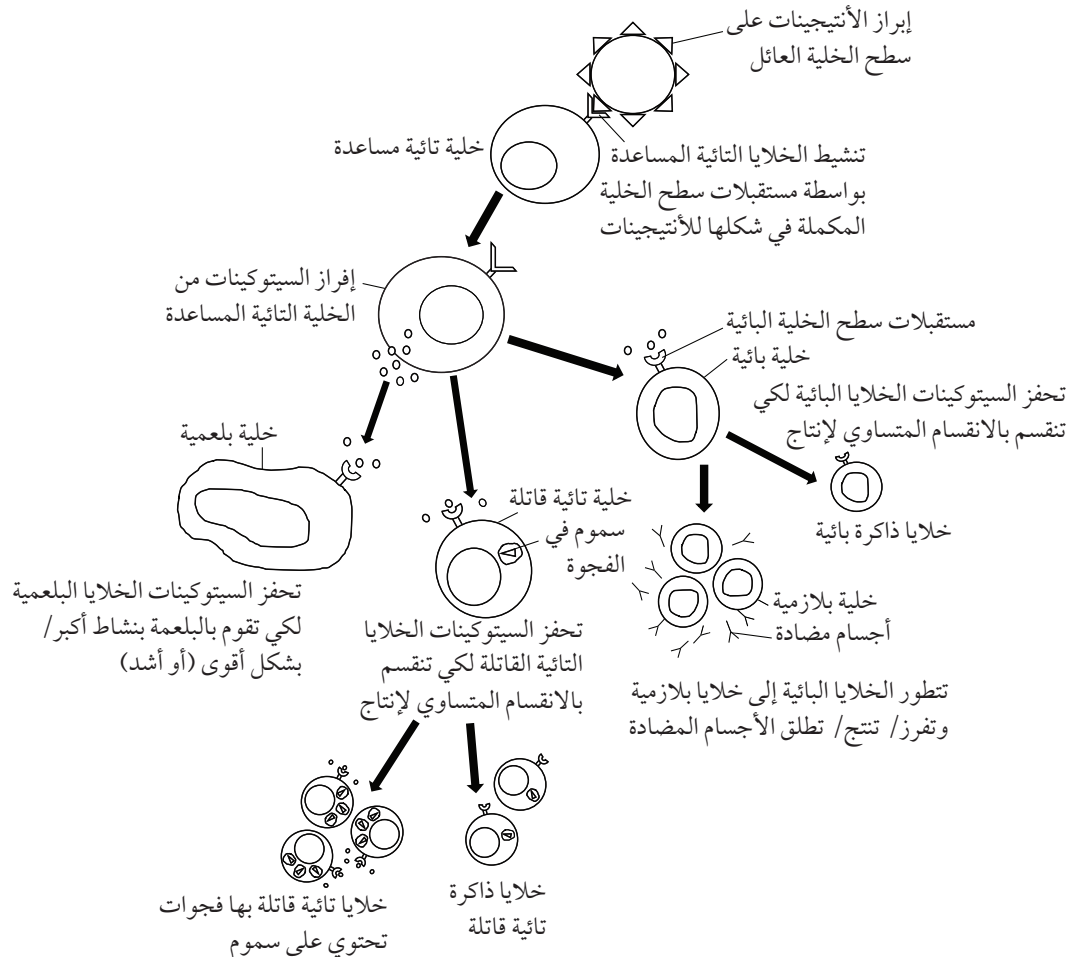 إبراز الأنتيجينات على
سطح الخلية العائل
خلية تائية مساعدة
تنشيط الخلايا التائية المساعدة
بواسطة مستقبلات سطح الخلية
المكملة في شكلها للأنتيجينات
إفراز السيتوكينات من
الخلية التائية المساعدة
مستقبلات سطح الخلية البائية
خلية بائية
تحفز السيتوكينات الخلايا البائية لكي
تنقسم بالانقسام المتساوي لإنتاج
خلايا ذاكرة بائية
خلية بلازمية
أجسام مضادة
تتطور الخلايا البائية إلى خلايا بلازمية
وتفرز/ تنتج/ تطلق الأجسام المضادة
خلية تائية قاتلة
سموم في
الفجوة
تحفز السيتوكينات الخلايا
التائية القاتلة لكي تنقسم
بالانقسام المتساوي لإنتاج
خلية بلعمية
تحفز السيتوكينات الخلايا البلعمية
لكي تقوم بالبلعمة بنشاط أكبر/
بشكل أقوى (أو أشد)
خلايا ذاكرة
تائية قاتلة
خلايا تائية قاتلة بها فجوات
تحتوي على سموم